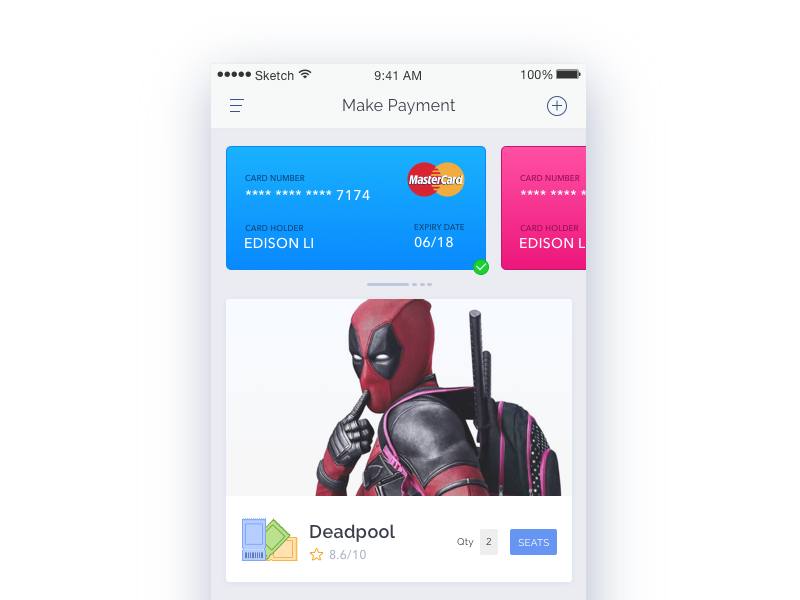 Sketch 9:41 AM 100%
Make Payment
CARD NUMBER
**** **** **** 7174
MasterCard
CARD HOLDER
EDISON LI
EXPIRY DATE
06/18
CARD NUMBER
**** **** *
CARD HOLDER
EDISON L
Deadpool
8.6/10
Qty 2 SEATS